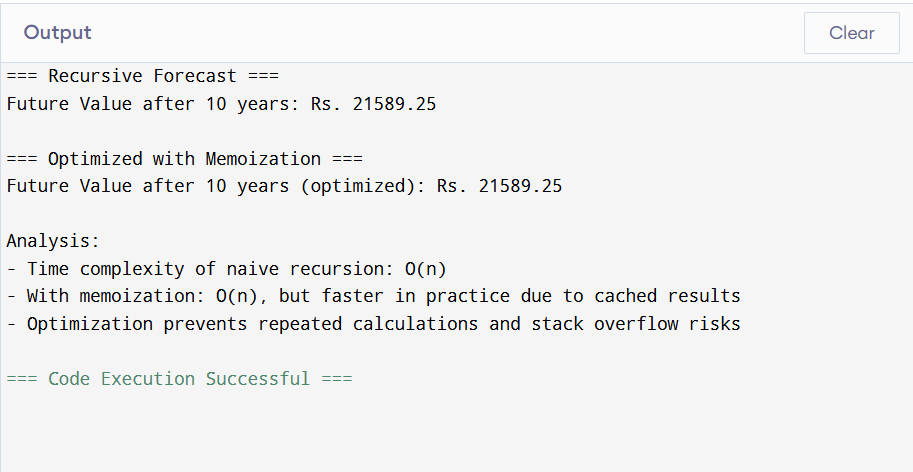 Output
Clear
=== Recursive Forecast ===
Future Value after 10 years: Rs. 21589.25
=== Optimized with Memoization ===
Future Value after 10 years (optimized): Rs. 21589.25
Analysis:
- Time complexity of naive recursion: O(n)
- With memoization: O(n), but faster in practice due to cached results
- Optimization prevents repeated calculations and stack overflow risks
=== Code Execution Successful ===